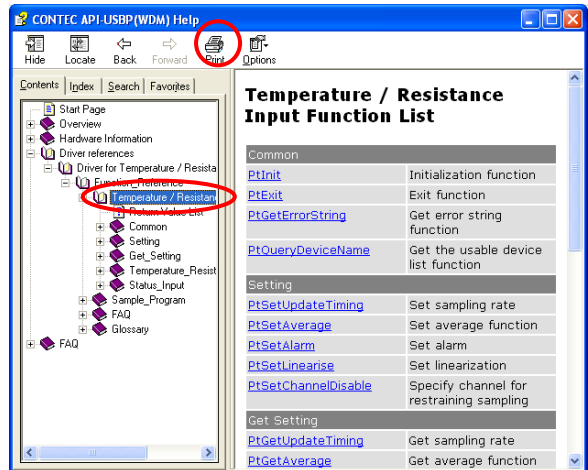 CONTEC API-USBP(WDM) Help
Hide Locate Back Forward Print Options
Contents Index Search Favorites
Start Page
Overview
Hardware Information
Driver references
Driver for Temperature / Resista
Function_Reference
Temperature / Resistanc
Return Value List
Common
Setting
Get_Setting
Temperature_Resist
Status_Input
Sample_Program
FAQ
Glossary
FAQ
Temperature / Resistance
Input Function List
Common
PtInit Initialization function
PtExit Exit function
PtGetErrorString Get error string
function
PtQueryDeviceName Get the usable device
list function
Setting
PtSetUpdateTiming Set sampling rate
PtSetAverage Set average function
PtSetAlarm Set alarm
PtSetLinearise Set linearization
PtSetChannelDisable Specify channel for
restraining sampling
Get Setting
PtGetUpdateTiming Get sampling rate
PtGetAverage Get average function